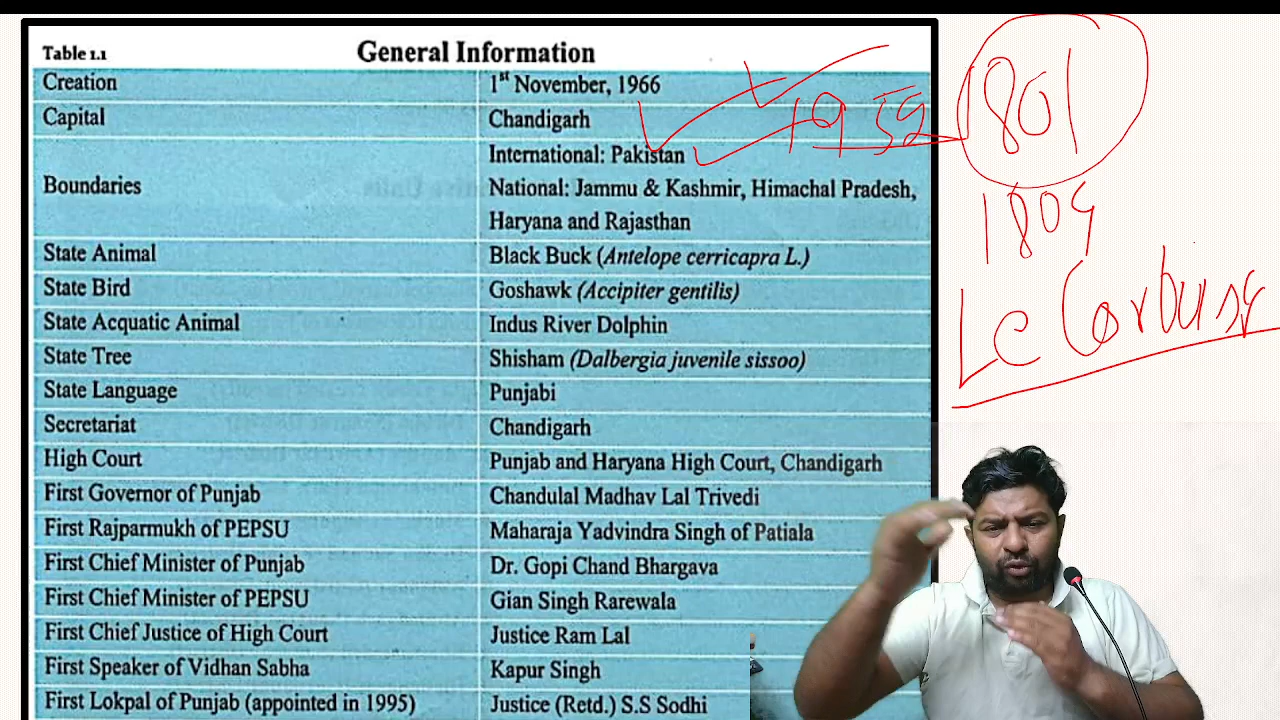 Table 1.1 General Information
Creation 1st November, 1966
Capital Chandigarh
Boundaries International: Pakistan
National: Jammu & Kashmir, Himachal Pradesh,
Haryana and Rajasthan
State Animal Black Buck (Antelope cerricapra L.)
State Bird Goshawk (Accipiter gentilis)
State Acquatic Animal Indus River Dolphin
State Tree Shisham (Dalbergia juvenile sissoo)
State Language Punjabi
Secretariat Chandigarh
High Court Punjab and Haryana High Court, Chandigarh
First Governor of Punjab Chandulal Madhav Lal Trivedi
First Rajparmukh of PEPSU Maharaja Yadvindra Singh of Patiala
First Chief Minister of Punjab Dr. Gopi Chand Bhargava
First Chief Minister of PEPSU Gian Singh Rarewala
First Chief Justice of High Court Justice Ram Lal
First Speaker of Vidhan Sabha Kapur Singh
First Lokpal of Punjab (appointed in 1995) Justice (Retd.) S.S Sodhi
1952
1801
1809
Le